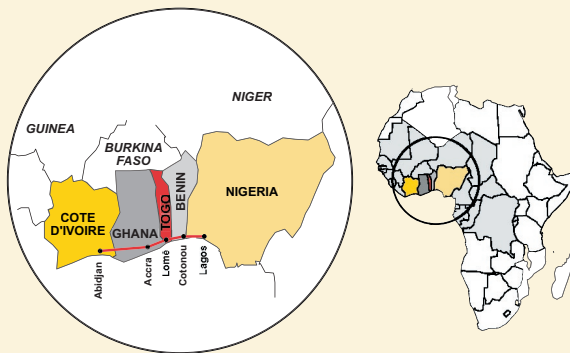 NIGER
GUINEA
BURKINA
FASO
COTE
D'IVOIRE
GHANA
TOGO
BENIN
NIGERIA
Abidjan
Accra
Lomé
Cotonou
Lagos